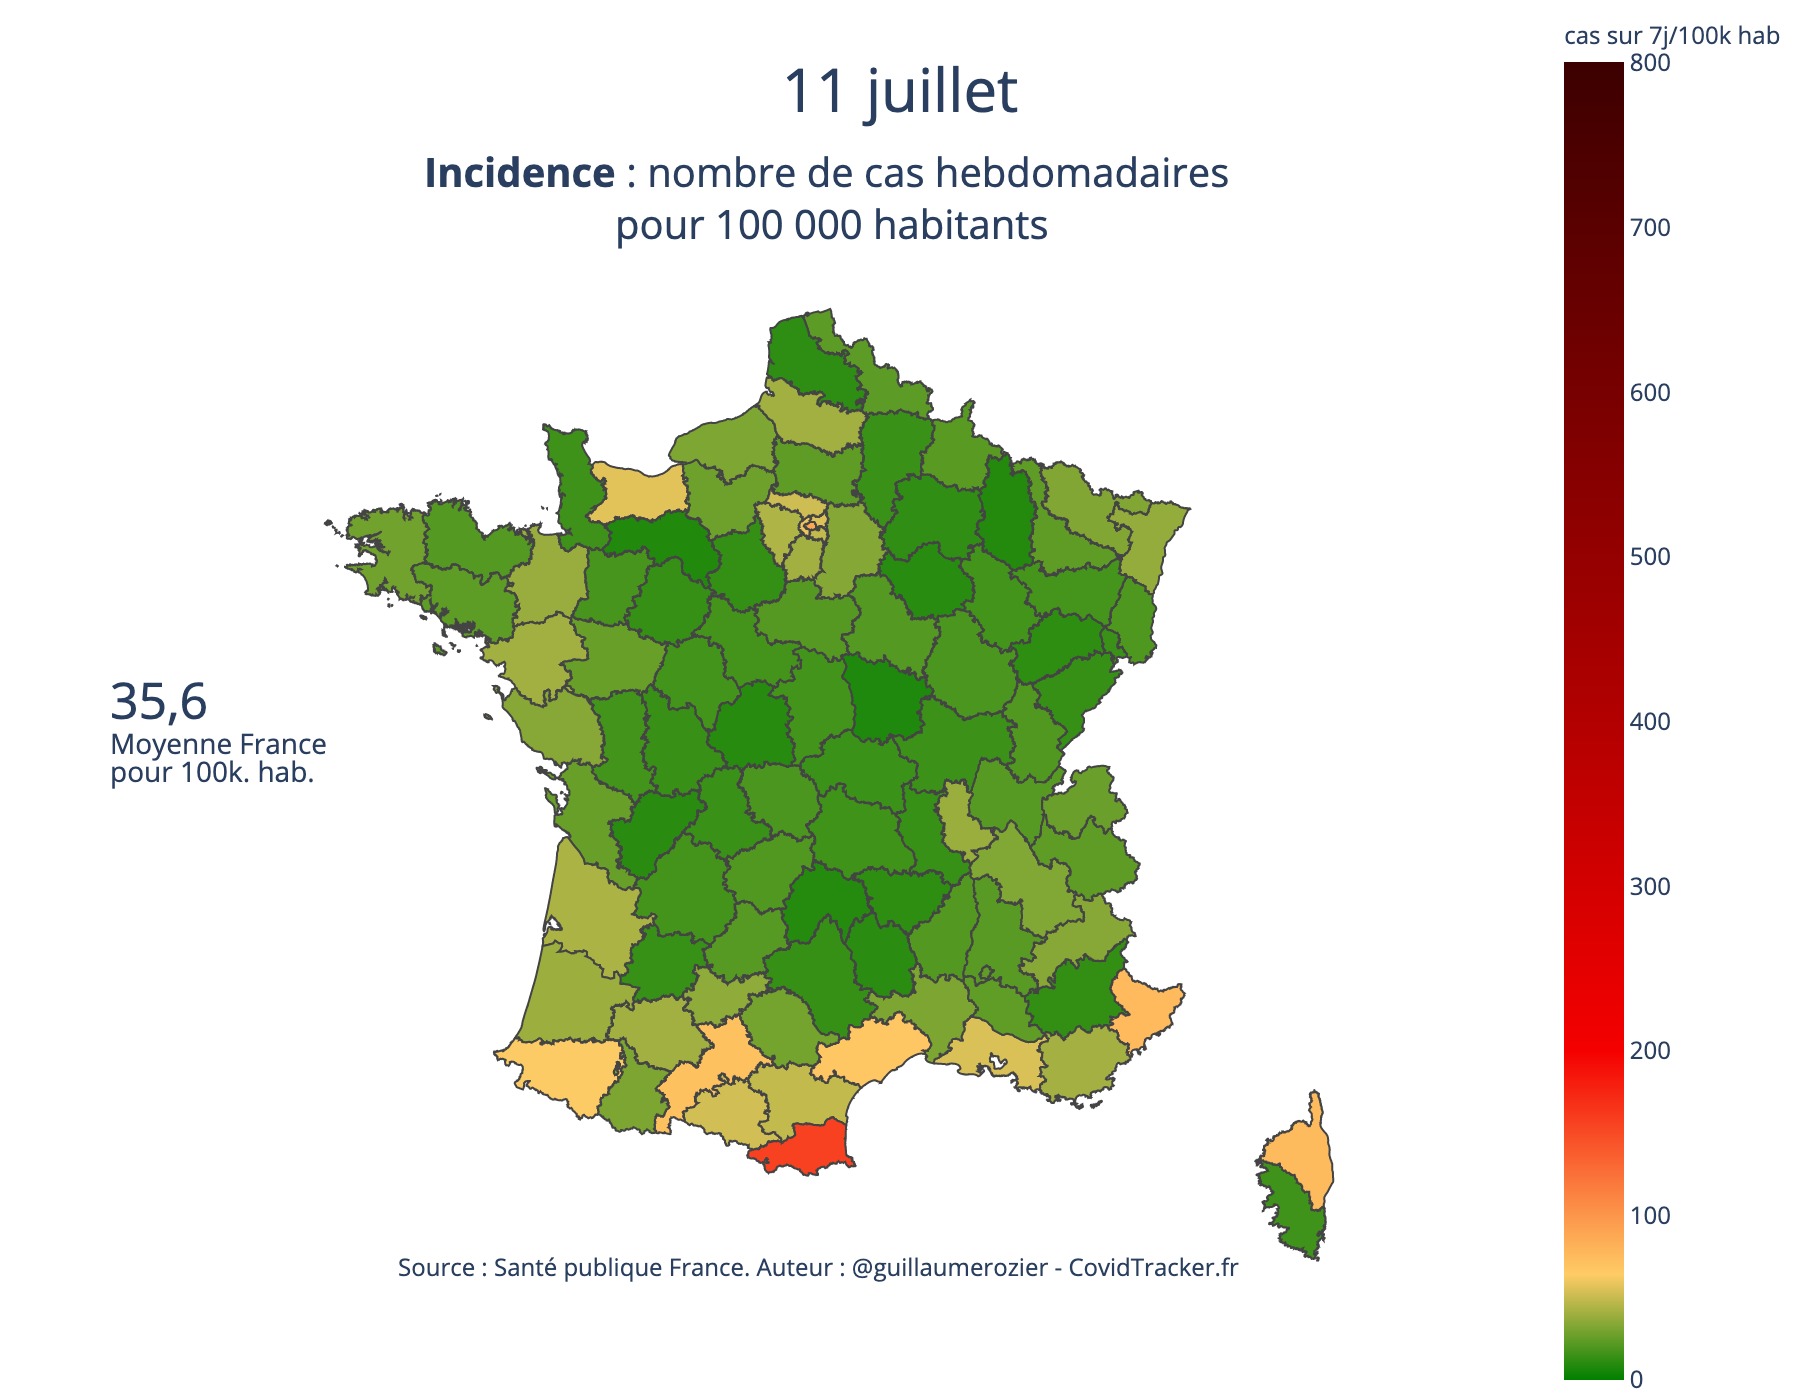 cas sur 7j/100k hab
11 juillet
Incidence : nombre de cas hebdomadaires
pour 100 000 habitants
800
700
600
500
400
300
200
100
0
35,6
Moyenne France
pour 100k. hab.
Source : Santé publique France. Auteur : @guillaumerozier - CovidTracker.fr